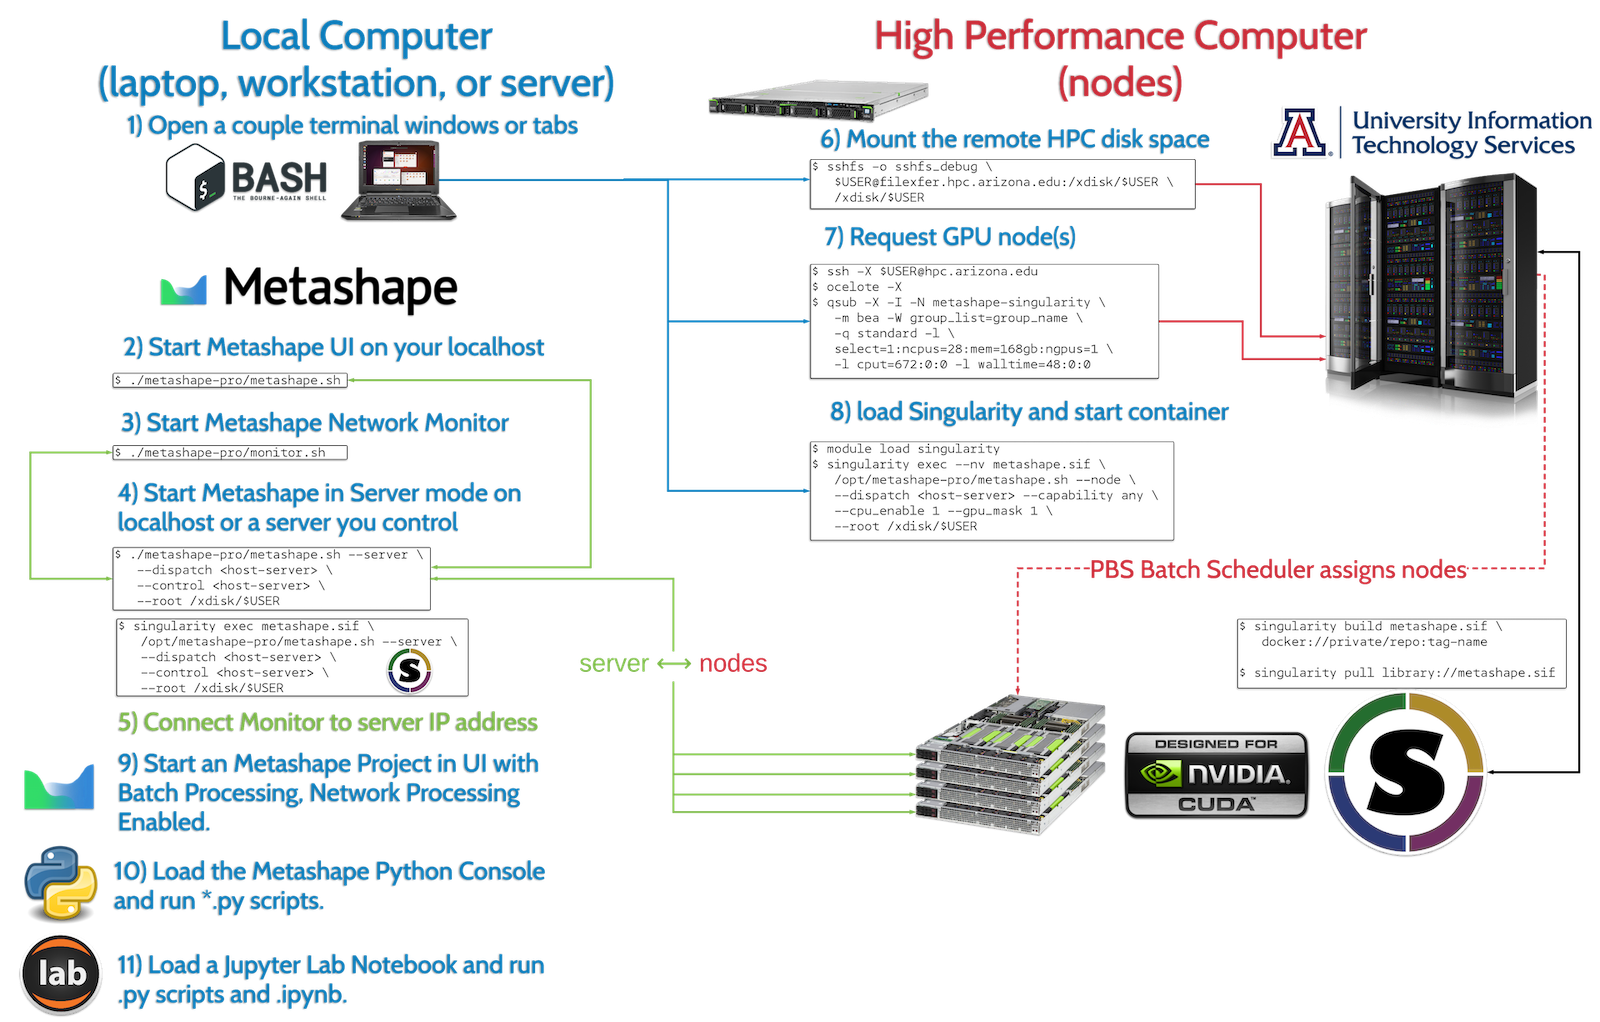 Local Computer
(laptop, workstation, or server)
1) Open a couple terminal windows or tabs
$_
BASH
THE BOURNE-AGAIN SHELL
Metashape
2) Start Metashape UI on your localhost
$ ./metashape-pro/metashape.sh
3) Start Metashape Network Monitor
$ ./metashape-pro/monitor.sh
4) Start Metashape in Server mode on
localhost or a server you control
$ ./metashape-pro/metashape.sh --server \
--dispatch <host-server> \
--control <host-server> \
--root /xdisk/$USER
$ singularity exec metashape.sif \
/opt/metashape-pro/metashape.sh --server \
--dispatch <host-server> \
--control <host-server> \
--root /xdisk/$USER
S
5) Connect Monitor to server IP address
9) Start an Metashape Project in UI with
Batch Processing, Network Processing
Enabled.
10) Load the Metashape Python Console
and run *.py scripts.
lab
11) Load a Jupyter Lab Notebook and run
.py scripts and .ipynb.
server ↔ nodes
High Performance Computer
(nodes)
6) Mount the remote HPC disk space
$ sshfs -o sshfs_debug \
$USER@filexfer.hpc.arizona.edu:/xdisk/$USER \
/xdisk/$USER
7) Request GPU node(s)
$ ssh -X $USER@hpc.arizona.edu
$ ocelote -X
$ qsub -X -I -N metashape-singularity \
-m bea -W group_list=group_name \
-q standard -l \
select=1:ncpus=28:mem=168gb:ngpus=1 \
-l cput=672:0:0 -l walltime=48:0:0
8) load Singularity and start container
$ module load singularity
$ singularity exec --nv metashape.sif \
/opt/metashape-pro/metashape.sh --node \
--dispatch <host-server> --capability any \
--cpu_enable 1 --gpu_mask 1 \
--root /xdisk/$USER
A
University Information
Technology Services
PBS Batch Scheduler assigns nodes
$ singularity build metashape.sif \
docker://private/repo:tag-name
$ singularity pull library://metashape.sif
DESIGNED FOR
NVIDIA.
CUDA™
S